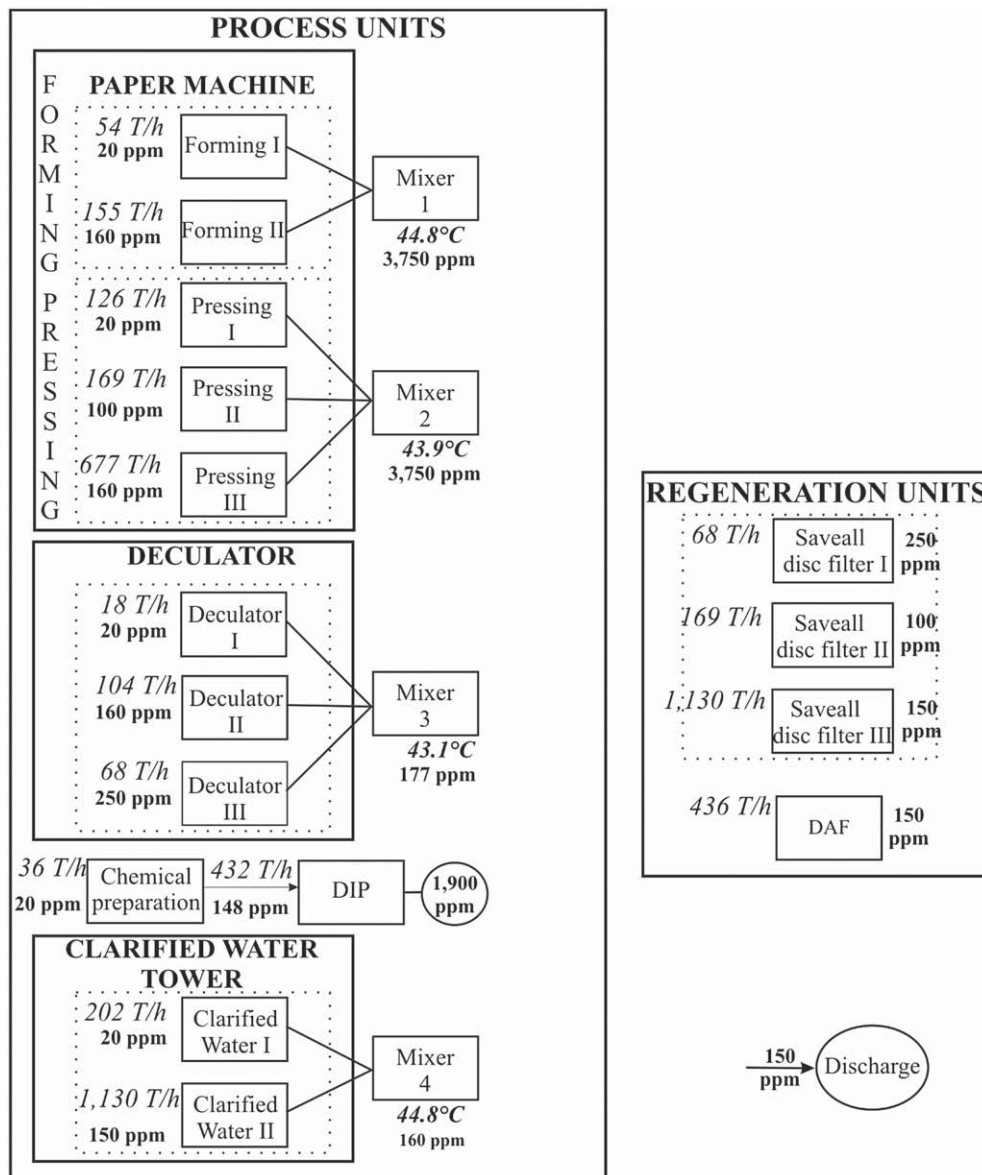 PROCESS UNITS
FORMING
PRESSING
PAPER MACHINE
54 T/h
20 ppm
Forming I
155 T/h
160 ppm
Forming II
Mixer
1
44.8°C
3,750 ppm
126 T/h
20 ppm
Pressing
I
169 T/h
100 ppm
Pressing
II
677 T/h
160 ppm
Pressing
III
Mixer
2
43.9°C
3,750 ppm
DECULATOR
18 T/h
20 ppm
Deculator
I
104 T/h
160 ppm
Deculator
II
68 T/h
250 ppm
Deculator
III
Mixer
3
43.1°C
177 ppm
36 T/h
20 ppm
Chemical
preparation
432 T/h
148 ppm
DIP
1,900
ppm
CLARIFIED WATER
TOWER
202 T/h
20 ppm
Clarified
Water I
1,130 T/h
150 ppm
Clarified
Water II
Mixer
4
44.8°C
160 ppm
REGENERATION UNITS
68 T/h
Saveall
disc filter I
250
ppm
169 T/h
Saveall
disc filter II
100
ppm
1,130 T/h
Saveall
disc filter III
150
ppm
436 T/h
DAF
150
ppm
150
ppm
Discharge